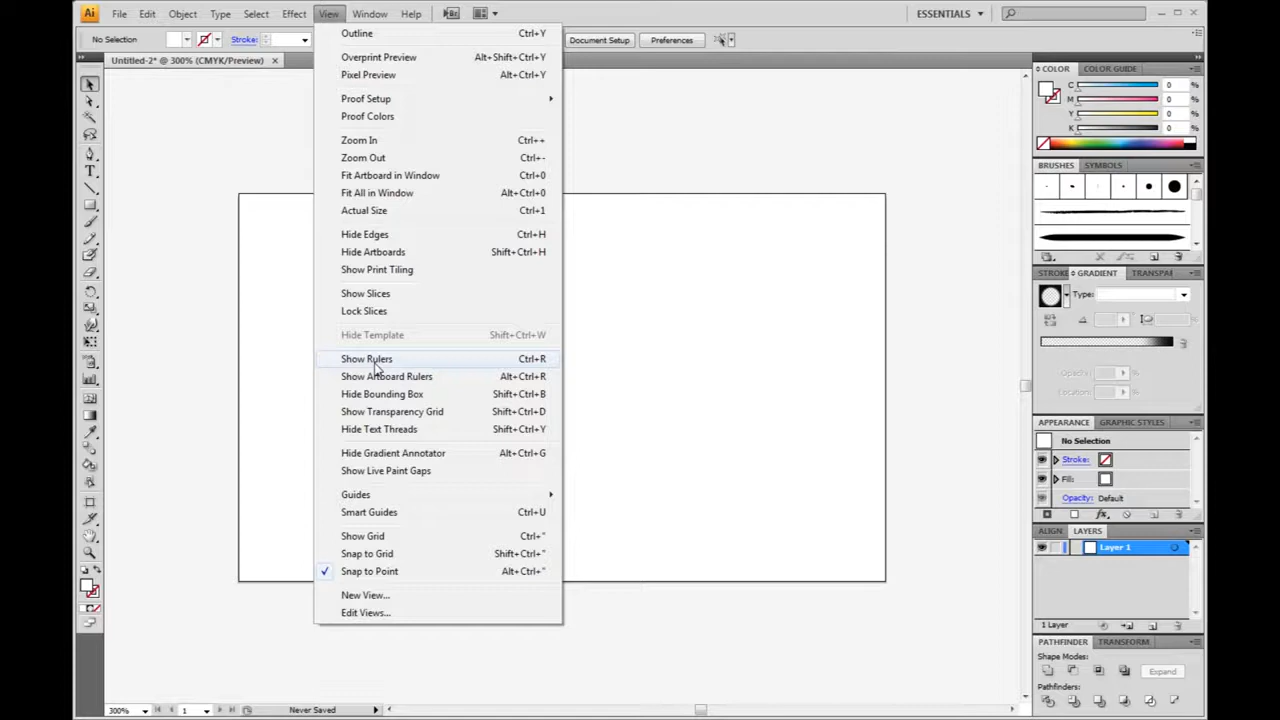 Ai File Edit Object Type Select Effect View Window Help Br ESSENTIALS
No Selection Stroke: Document Setup Preferences
Untitled-2* @ 300% (CMYK/Preview)
Outline Ctrl+Y
Overprint Preview Alt+Shift+Ctrl+Y
Pixel Preview Alt+Ctrl+Y
Proof Setup
Proof Colors
Zoom In Ctrl++
Zoom Out Ctrl+-
Fit Artboard in Window Ctrl+0
Fit All in Window Alt+Ctrl+0
Actual Size Ctrl+1
Hide Edges Ctrl+H
Hide Artboards Shift+Ctrl+H
Show Print Tiling
Show Slices
Lock Slices
Hide Template Shift+Ctrl+W
Show Rulers Ctrl+R
Show Artboard Rulers Alt+Ctrl+R
Hide Bounding Box Shift+Ctrl+B
Show Transparency Grid Shift+Ctrl+D
Hide Text Threads Shift+Ctrl+Y
Hide Gradient Annotator Alt+Ctrl+G
Show Live Paint Gaps
Guides
Smart Guides Ctrl+U
Show Grid Ctrl+"
Snap to Grid Shift+Ctrl+"
Snap to Point Alt+Ctrl+"
New View...
Edit Views...
COLOR COLOR GUIDE
C 0 %
M 0 %
Y 0 %
K 0 %
BRUSHES SYMBOLS
STROKE GRADIENT TRANSPA
Type:
%
Opacity: %
Location: %
APPEARANCE GRAPHIC STYLES
No Selection
Stroke:
Fill:
Opacity: Default
fx
ALIGN LAYERS
Layer 1
1 Layer
PATHFINDER TRANSFORM
Shape Modes:
Expand
Pathfinders:
300% 1 Never Saved